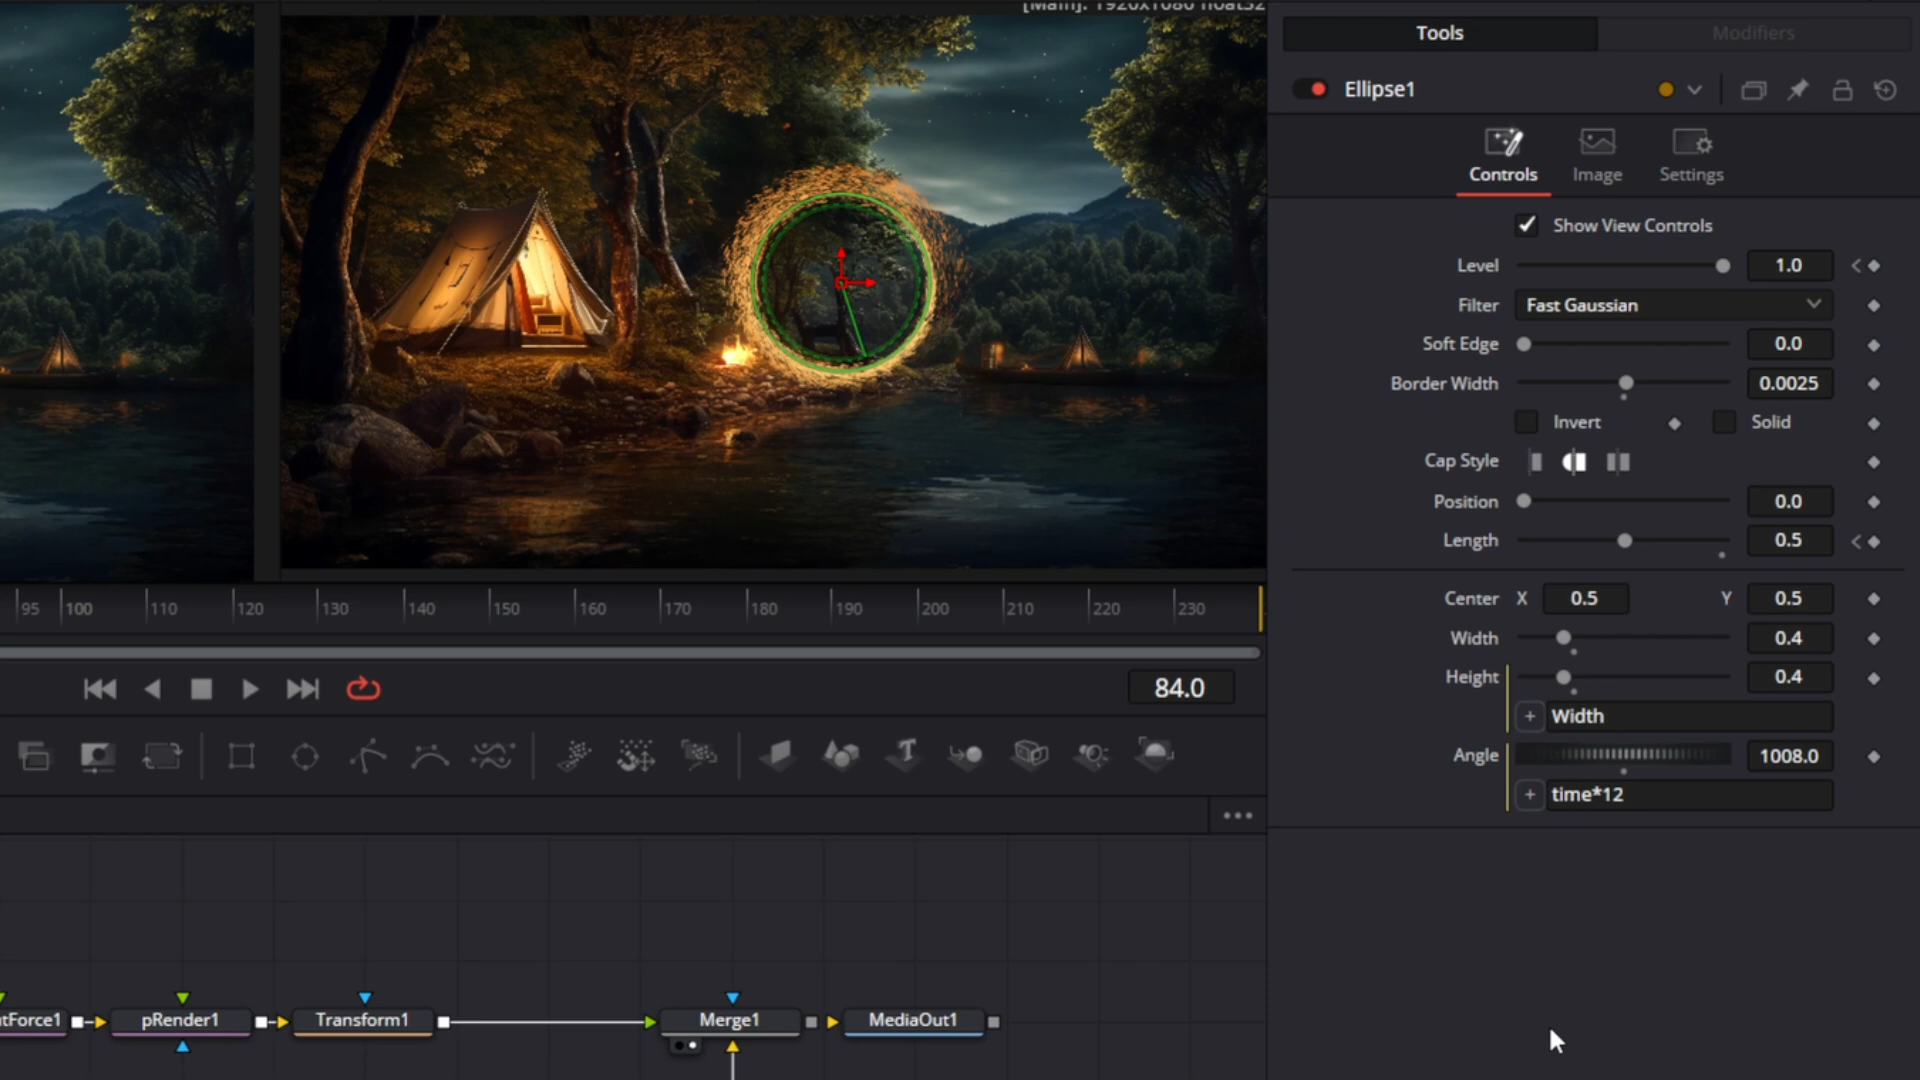 [Main]: 1920x1080 float32
Tools
Modifiers
Ellipse1
Controls
Image
Settings
Show View Controls
Level 1.0
Filter Fast Gaussian
Soft Edge 0.0
Border Width 0.0025
Invert Solid
Cap Style
Position 0.0
Length 0.5
Center X 0.5 Y 0.5
Width 0.4
Height 0.4
+ Width
Angle 1008.0
+ time*12
95 100 110 120 130 140 150 160 170 180 190 200 210 220 230
84.0
tForce1
pRender1
Transform1
Merge1
MediaOut1